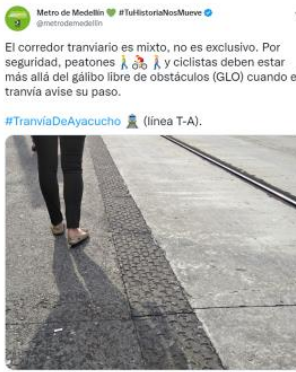 Metro de Medellín 💚 #TuHistoriaNosMueve
@metrodemedellin
El corredor tranviario es mixto, no es exclusivo. Por
seguridad, peatones 🚶🚴🚶 y ciclistas deben estar
más allá del gálibo libre de obstáculos (GLO) cuando e
tranvía avise su paso.
#TranvíaDeAyacucho 🚊 (línea T-A).